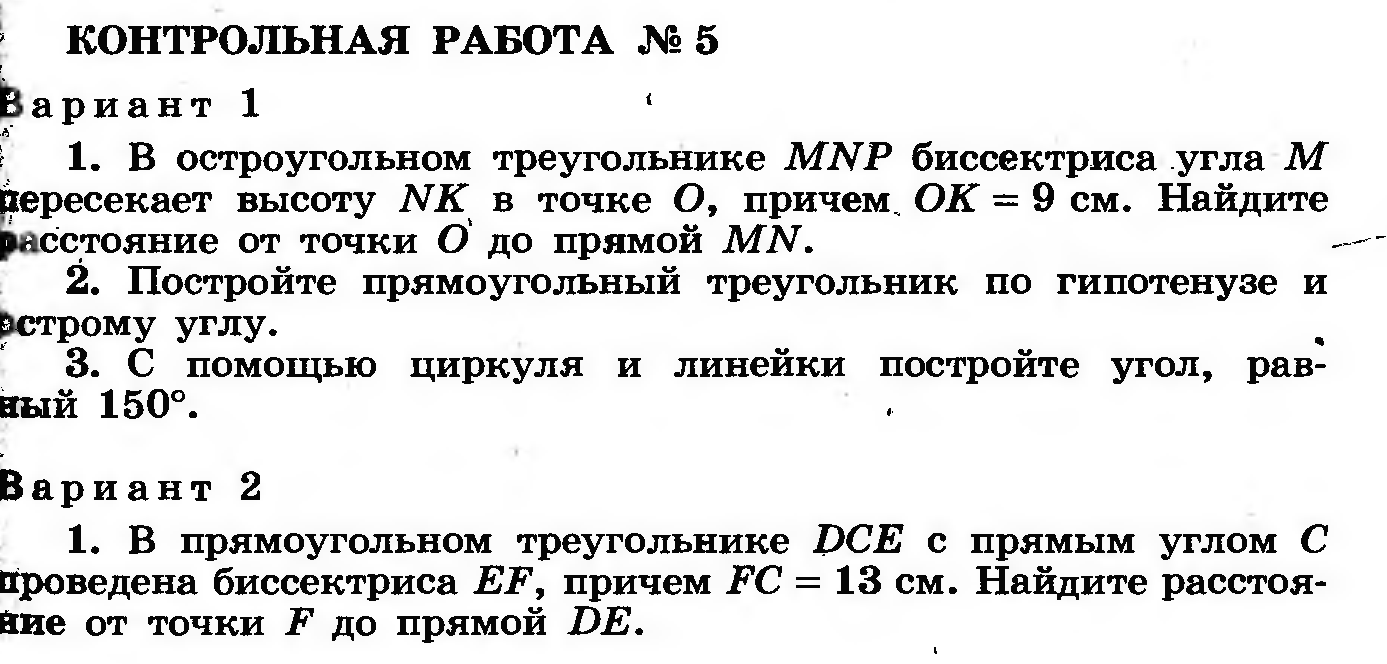 КОНТРОЛЬНАЯ РАБОТА № 5
Вариант 1
1. В остроугольном треугольнике MNP биссектриса угла M
пересекает высоту NK в точке O, причем OK = 9 см. Найдите
расстояние от точки O до прямой MN.
2. Постройте прямоугольный треугольник по гипотенузе и
острому углу.
3. С помощью циркуля и линейки постройте угол, рав-
ный 150°.
Вариант 2
1. В прямоугольном треугольнике DCE с прямым углом C
проведена биссектриса EF, причем FC = 13 см. Найдите расстоя-
ние от точки F до прямой DE.